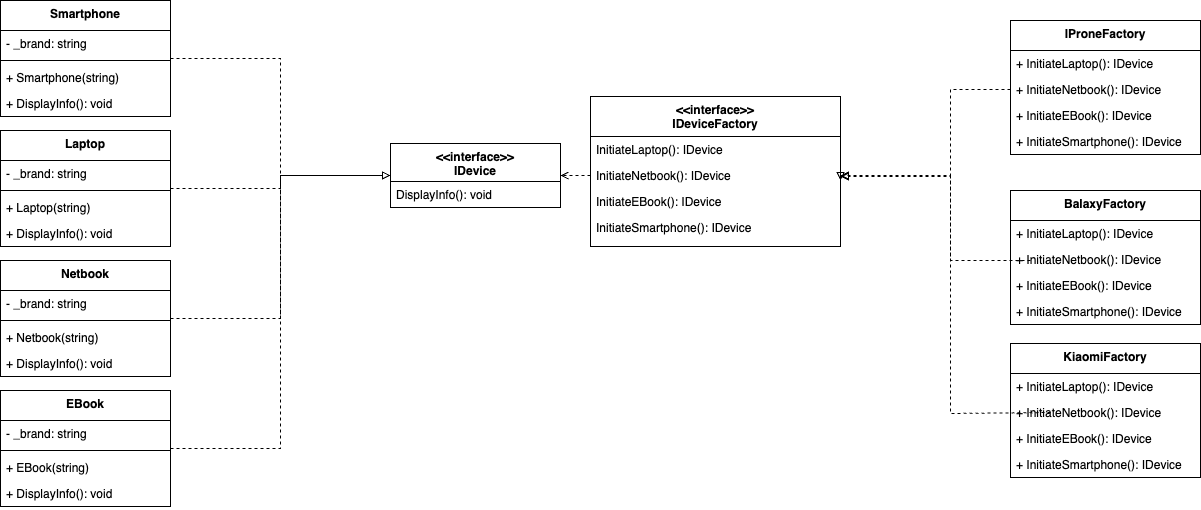 Smartphone
- _brand: string
+ Smartphone(string)
+ DisplayInfo(): void
Laptop
- _brand: string
+ Laptop(string)
+ DisplayInfo(): void
Netbook
- _brand: string
+ Netbook(string)
+ DisplayInfo(): void
EBook
- _brand: string
+ EBook(string)
+ DisplayInfo(): void
<<interface>>
IDevice
DisplayInfo(): void
<<interface>>
IDeviceFactory
InitiateLaptop(): IDevice
InitiateNetbook(): IDevice
InitiateEBook(): IDevice
InitiateSmartphone(): IDevice
IProneFactory
+ InitiateLaptop(): IDevice
+ InitiateNetbook(): IDevice
+ InitiateEBook(): IDevice
+ InitiateSmartphone(): IDevice
BalaxyFactory
+ InitiateLaptop(): IDevice
+ InitiateNetbook(): IDevice
+ InitiateEBook(): IDevice
+ InitiateSmartphone(): IDevice
KiaomiFactory
+ InitiateLaptop(): IDevice
+ InitiateNetbook(): IDevice
+ InitiateEBook(): IDevice
+ InitiateSmartphone(): IDevice